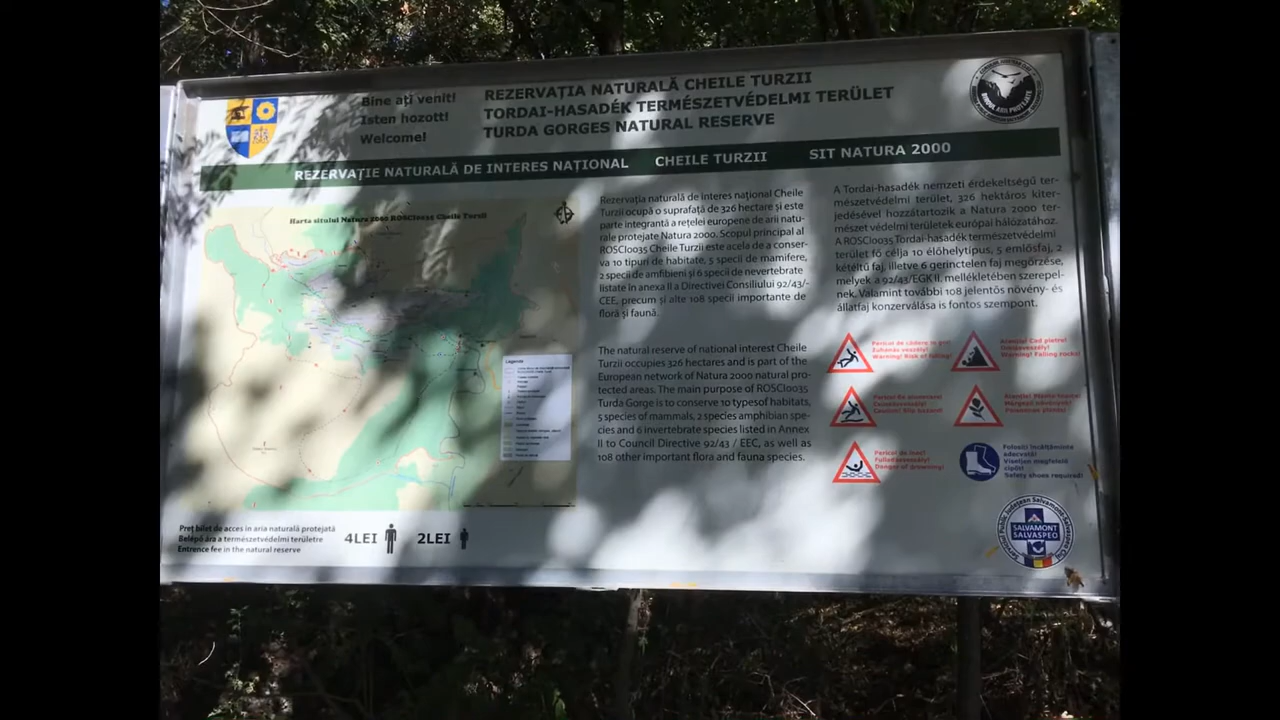 Bine ați venit!
Isten hozott!
Welcome!
REZERVAȚIA NATURALĂ CHEILE TURZII
TORDAI-HASADÉK TERMÉSZETVÉDELMI TERÜLET
TURDA GORGES NATURAL RESERVE
REZERVAȚIE NATURALĂ DE INTERES NAȚIONAL CHEILE TURZII SIT NATURA 2000
Harta sitului Natura 2000 ROSCI0035 Cheile Turzii
Legenda
Rezervația naturală de interes național Cheile
Turzii ocupă o suprafață de 326 hectare și este
parte integrantă a rețelei europene de arii natu-
rale protejate Natura 2000. Scopul principal al
ROSCI0035 Cheile Turzii este acela de a conser-
va 10 tipuri de habitate, 5 specii de mamifere,
2 specii de amfibieni și 6 specii de nevertebrate
listate în anexa II a Directivei Consiliului 92/43/-
CEE, precum și alte 108 specii importante de
floră și faună.
The natural reserve of national interest Cheile
Turzii occupies 326 hectares and is part of the
European network of Natura 2000 natural pro-
tected areas. The main purpose of ROSCI0035
Turda Gorge is to conserve 10 typesof habitats,
5 species of mammals, 2 species amphibian spe-
cies and 6 invertebrate species listed in Annex
II to Council Directive 92/43 / EEC, as well as
108 other important flora and fauna species.
A Tordai-hasadék nemzeti érdekeltségű ter-
mészetvédelmi terület, 326 hektáros kiter-
jedésével hozzátartozik a Natura 2000 ter-
mészet védelmi területek európai hálózatához.
A ROSCI0035 Tordai-hasadék természetvédelmi
terület fő célja 10 élőhelytípus, 5 emlősfaj, 2
kétéltű faj, illetve 6 gerinctelen faj megőrzése,
melyek a 92/43/EGK II, mellékletében szerepel-
nek, Valamint további 108 jelentős növény- és
állatfaj konzerválása is fontos szempont.
Pericol de cădere în gol
Zuhanás veszély!
Warning! Risk of falling!
Atenție! Cad pietre!
Omlásveszély!
Warning! Falling rocks!
Pericol de alunecare!
Csúszásveszély!
Caution! Slip hazard!
Atenție! Plante toxice!
Mérgező növények!
Poisonous plants!
Pericol de înec!
Fulladásveszély!
Danger of drowning!
Folosiți încălțăminte
adecvată!
Viseljen megfelelő
cipőt!
Safety shoes required!
SALVAMONT
SALVASPEO
Preț bilet de acces in aria naturală protejată
Belépő ára a természetvédelmi területre
Entrence fee in the natural reserve
4LEI 2LEI